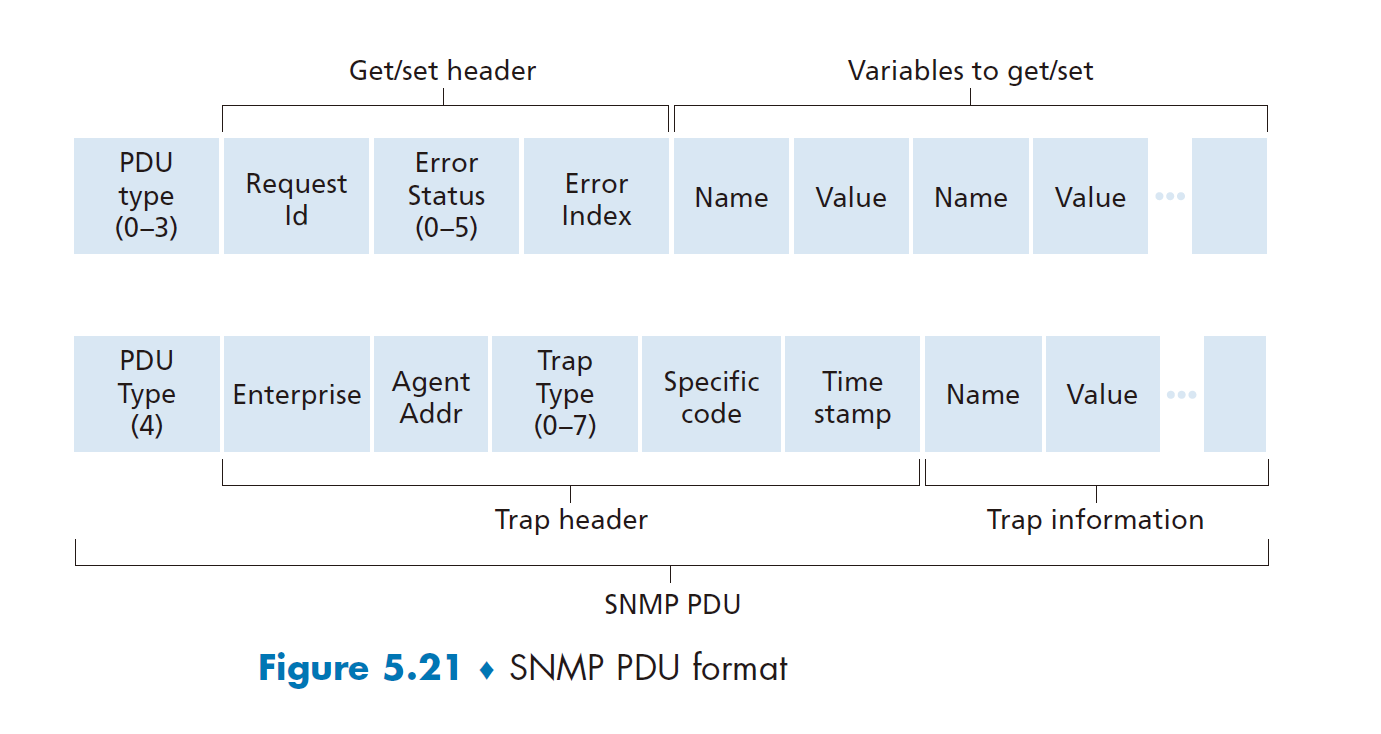 Get/set header
Variables to get/set
PDU
type
(0–3)
Request
Id
Error
Status
(0–5)
Error
Index
Name
Value
Name
Value
•••
PDU
Type
(4)
Enterprise
Agent
Addr
Trap
Type
(0–7)
Specific
code
Time
stamp
Name
Value
•••
Trap header
Trap information
SNMP PDU
Figure 5.21 ♦ SNMP PDU format